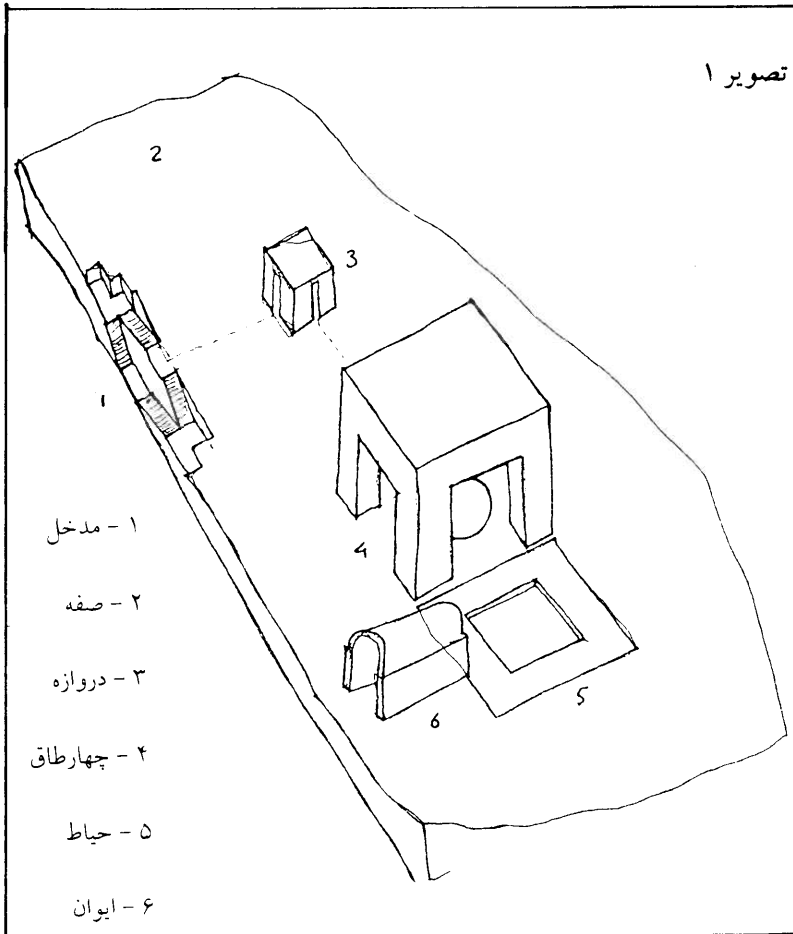 تصویر ۱
2
3
1
4
5
6
۱ - مدخل
۲ - صفه
۳ - دروازه
۴ - چهارطاق
۵ - حیاط
۶ - ایوان